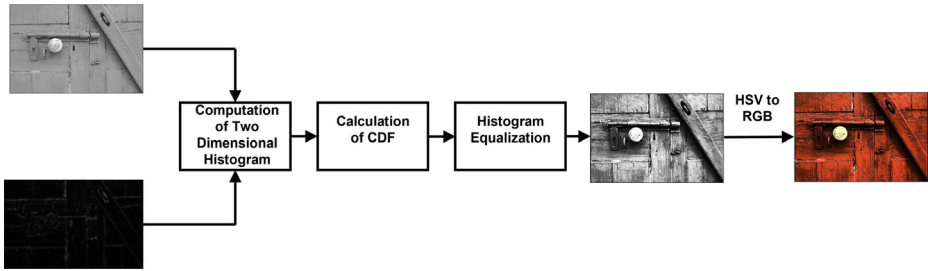 Computation
of Two
Dimensional
Histogram
Calculation
of CDF
Histogram
Equalization
HSV to
RGB